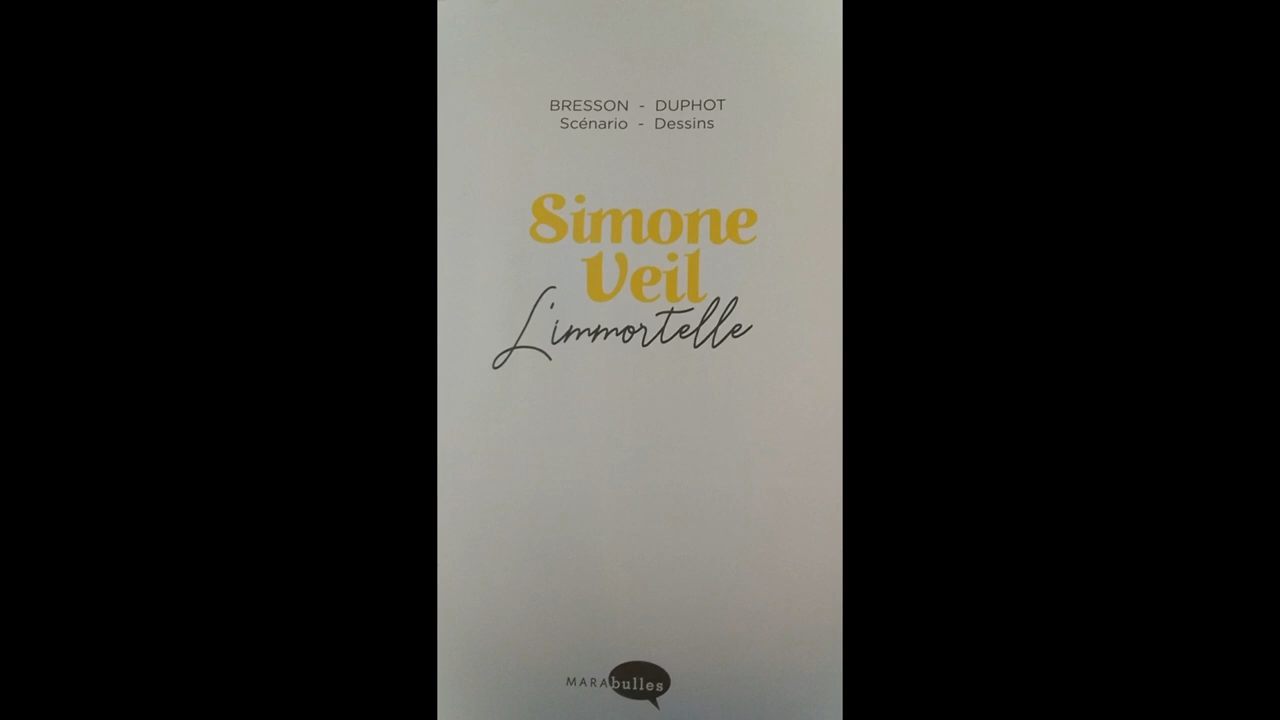 BRESSON - DUPHOT
Scénario - Dessins
Simone
Veil
L'immortelle
MARAbulles